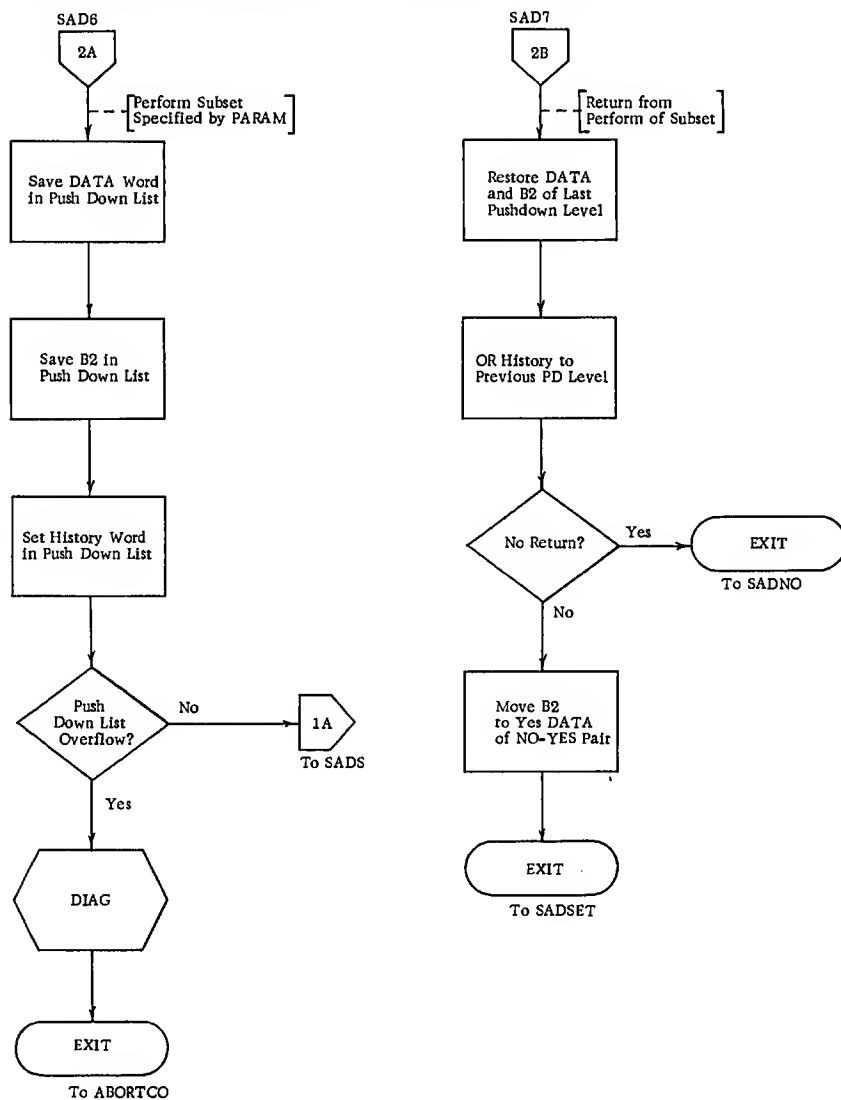 SAD6
2A
Perform Subset
Specified by PARAM
Save DATA Word
in Push Down List
Save B2 in
Push Down List
Set History Word
in Push Down List
Push
Down List
Overflow?
No
1A
To SADS
Yes
DIAG
EXIT
To ABORTCO
SAD7
2B
Return from
Perform of Subset
Restore DATA
and B2 of Last
Pushdown Level
OR History to
Previous PD Level
No Return?
Yes
EXIT
To SADNO
No
Move B2
to Yes DATA
of NO-YES Pair
EXIT
To SADSET